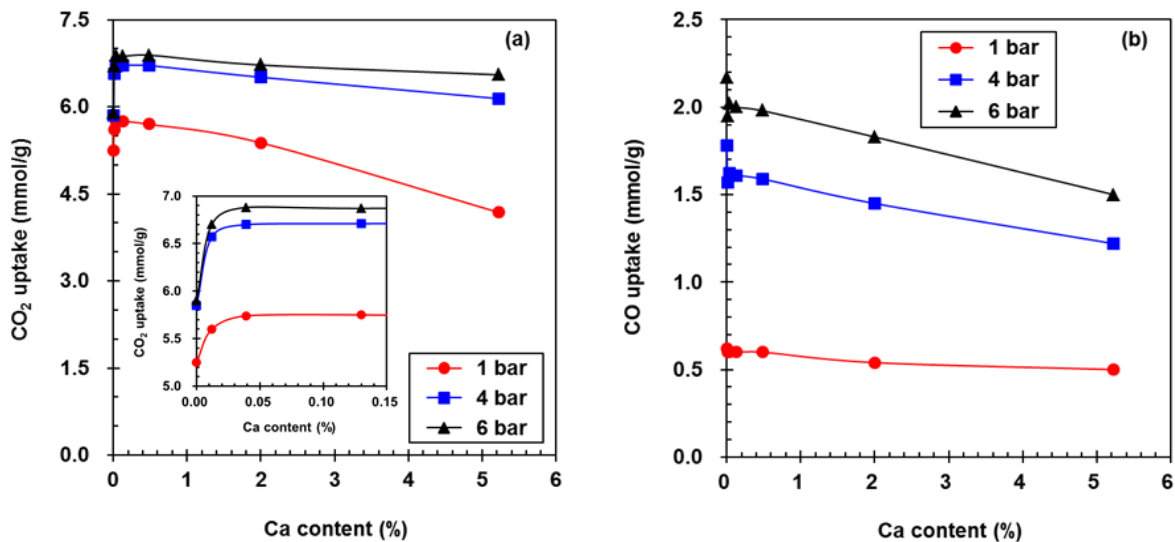 (a)
CO₂ uptake (mmol/g)
7.5
6.0
4.5
3.0
1.5
0.0
0
1
2
3
4
5
6
Ca content (%)
1 bar
4 bar
6 bar
CO₂ uptake (mmol/g)
7.0
6.5
6.0
5.5
5.0
0.00
0.05
0.10
0.15
Ca content (%)
(b)
CO uptake (mmol/g)
2.5
2.0
1.5
1.0
0.5
0.0
0
1
2
3
4
5
6
Ca content (%)
1 bar
4 bar
6 bar